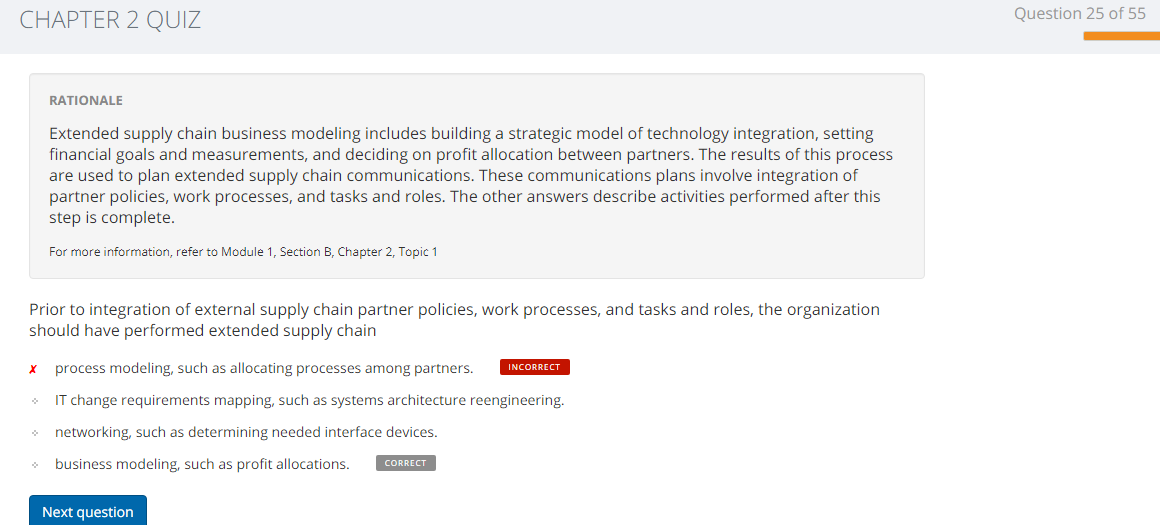 CHAPTER 2 QUIZ
Question 25 of 55
RATIONALE
Extended supply chain business modeling includes building a strategic model of technology integration, setting
financial goals and measurements, and deciding on profit allocation between partners. The results of this process
are used to plan extended supply chain communications. These communications plans involve integration of
partner policies, work processes, and tasks and roles. The other answers describe activities performed after this
step is complete.
For more information, refer to Module 1, Section B, Chapter 2, Topic 1
Prior to integration of external supply chain partner policies, work processes, and tasks and roles, the organization
should have performed extended supply chain
✗ process modeling, such as allocating processes among partners. INCORRECT
IT change requirements mapping, such as systems architecture reengineering.
networking, such as determining needed interface devices.
business modeling, such as profit allocations. CORRECT
Next question